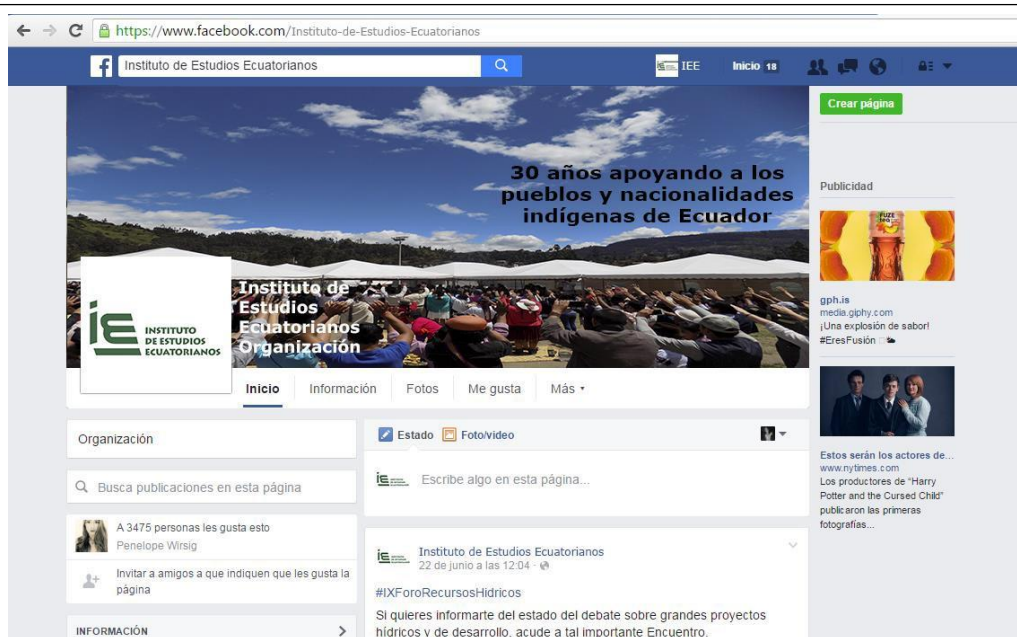 https://www.facebook.com/Instituto-de-Estudios-Ecuatorianos
Instituto de Estudios Ecuatorianos
IEE
Inicio 18
Crear página
30 años apoyando a los
pueblos y nacionalidades
indígenas de Ecuador
Instituto de
Estudios
Ecuatorianos
Organización
iE INSTITUTO
DE ESTUDIOS
ECUATORIANOS
Inicio
Información
Fotos
Me gusta
Más
Publicidad
FUZE
tea
gph.is
media.giphy.com
¡Una explosión de sabor!
#EresFusión
Estos serán los actores de...
www.nytimes.com
Los productores de "Harry
Potter and the Cursed Child"
publicaron las primeras
fotografías...
Organización
Busca publicaciones en esta página
A 3475 personas les gusta esto
Penelope Wirsig
Invitar a amigos a que indiquen que les gusta la
página
INFORMACIÓN
Estado
Foto/video
Escribe algo en esta página...
Instituto de Estudios Ecuatorianos
22 de junio a las 12:04 ·
#IXForoRecursosHidricos
Si quieres informarte del estado del debate sobre grandes proyectos
hídricos y de desarrollo, acude a tal importante Encuentro.